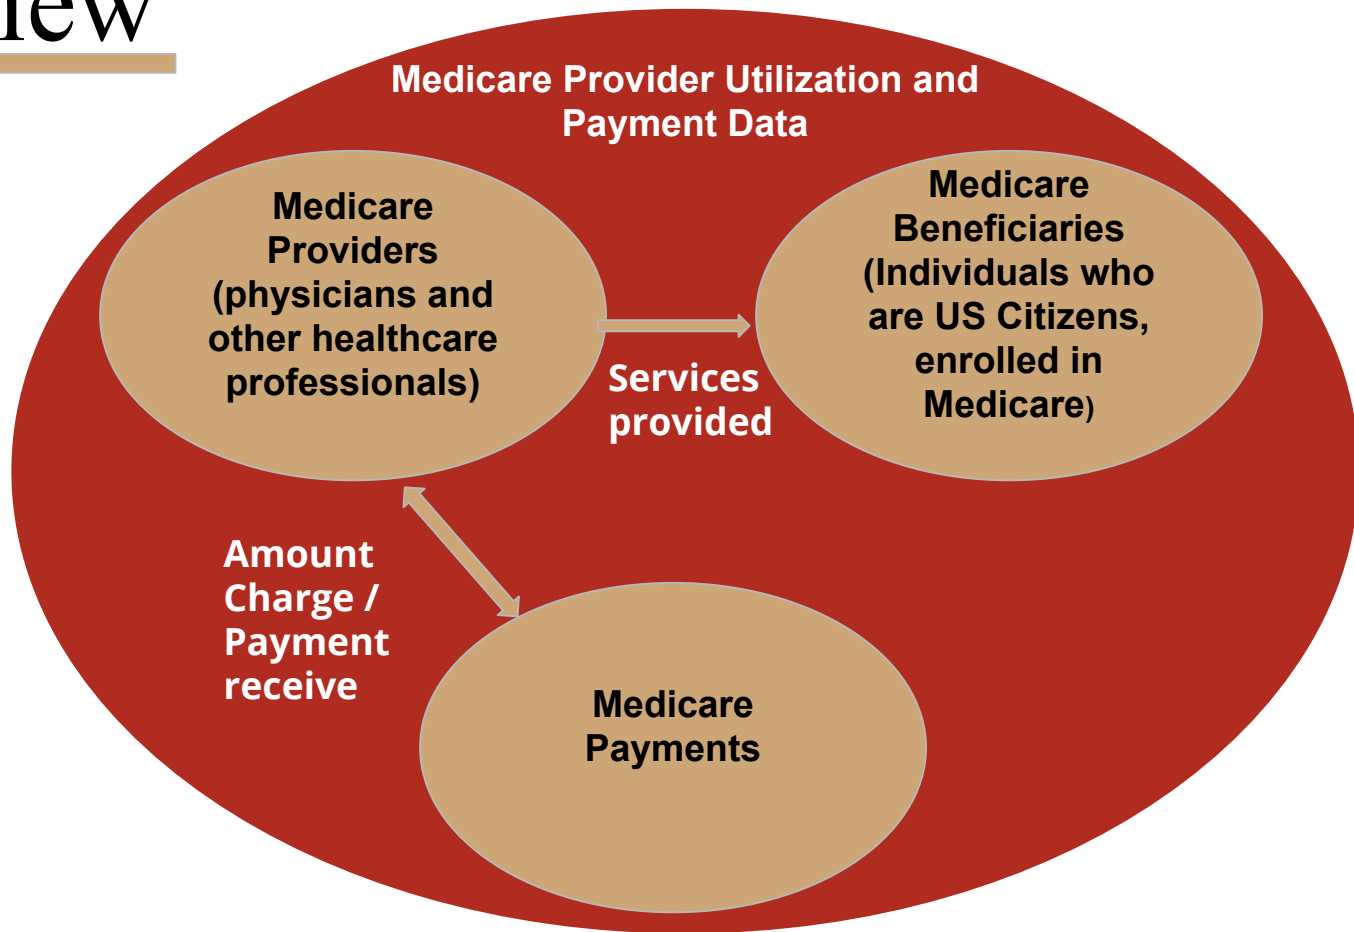 iew
Medicare Provider Utilization and
Payment Data
Medicare
Providers
(physicians and
other healthcare
professionals)
Medicare
Beneficiaries
(Individuals who
are US Citizens,
enrolled in
Medicare)
Services
provided
Amount
Charge /
Payment
receive
Medicare
Payments